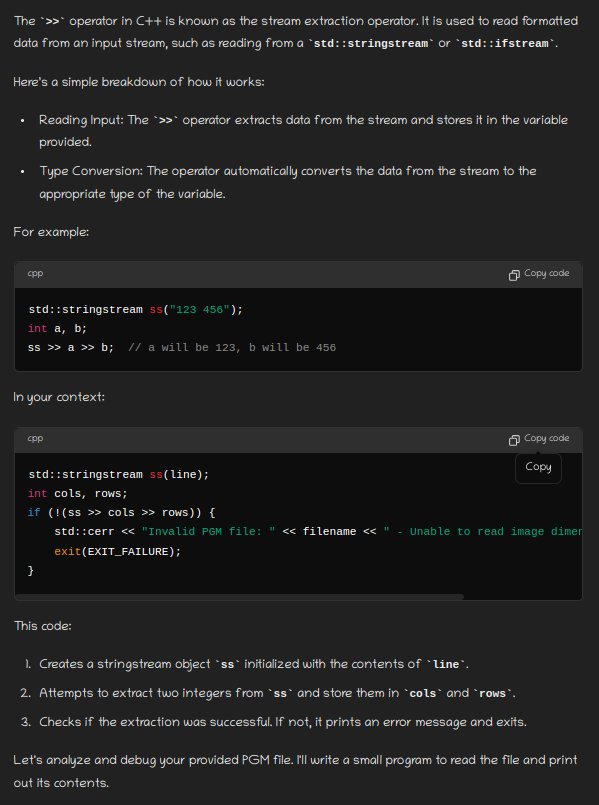 The `>>` operator in C++ is known as the stream extraction operator. It is used to read formatted
data from an input stream, such as reading from a `std::stringstream` or `std::ifstream`.
Here's a simple breakdown of how it works:
• Reading Input: The `>>` operator extracts data from the stream and stores it in the variable
provided.
• Type Conversion: The operator automatically converts the data from the stream to the
appropriate type of the variable.
For example:
cpp Copy code
std::stringstream ss("123 456");
int a, b;
ss >> a >> b;  // a will be 123, b will be 456
In your context:
cpp Copy code
Copy
std::stringstream ss(line);
int cols, rows;
if (!(ss >> cols >> rows)) {
    std::cerr << "Invalid PGM file: " << filename << " - Unable to read image
    exit(EXIT_FAILURE);
}
This code:
1. Creates a stringstream object `ss` initialized with the contents of `line`.
2. Attempts to extract two integers from `ss` and store them in `cols` and `rows`.
3. Checks if the extraction was successful. If not, it prints an error message and exits.
Let's analyze and debug your provided PGM file. I'll write a small program to read the file and print
out its contents.